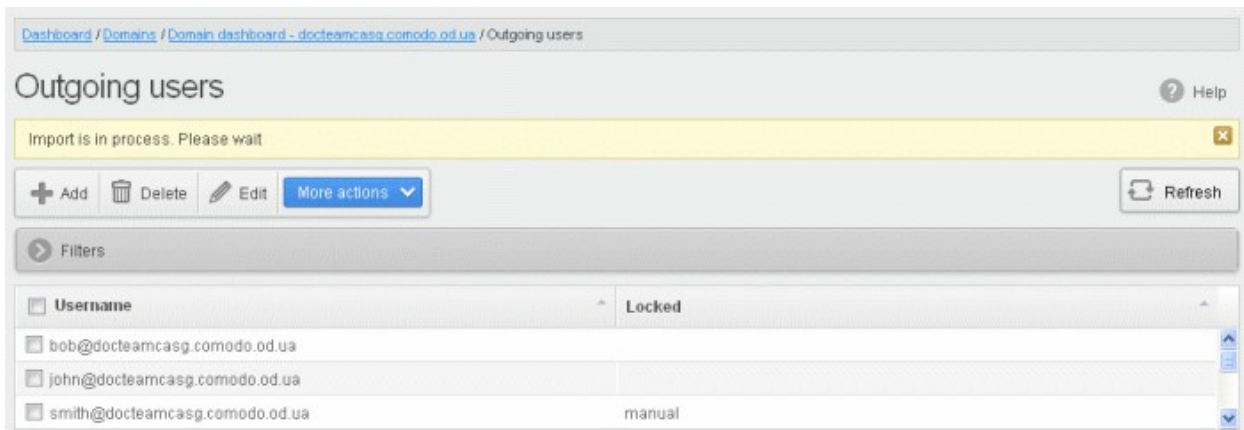 Dashboard / Domains / Domain dashboard - docteamcasg.comodo.od.ua / Outgoing users
Outgoing users
Help
Import is in process. Please wait
Add Delete Edit More actions
Refresh
Filters
Username Locked
bob@docteamcasg.comodo.od.ua
john@docteamcasg.comodo.od.ua
smith@docteamcasg.comodo.od.ua manual